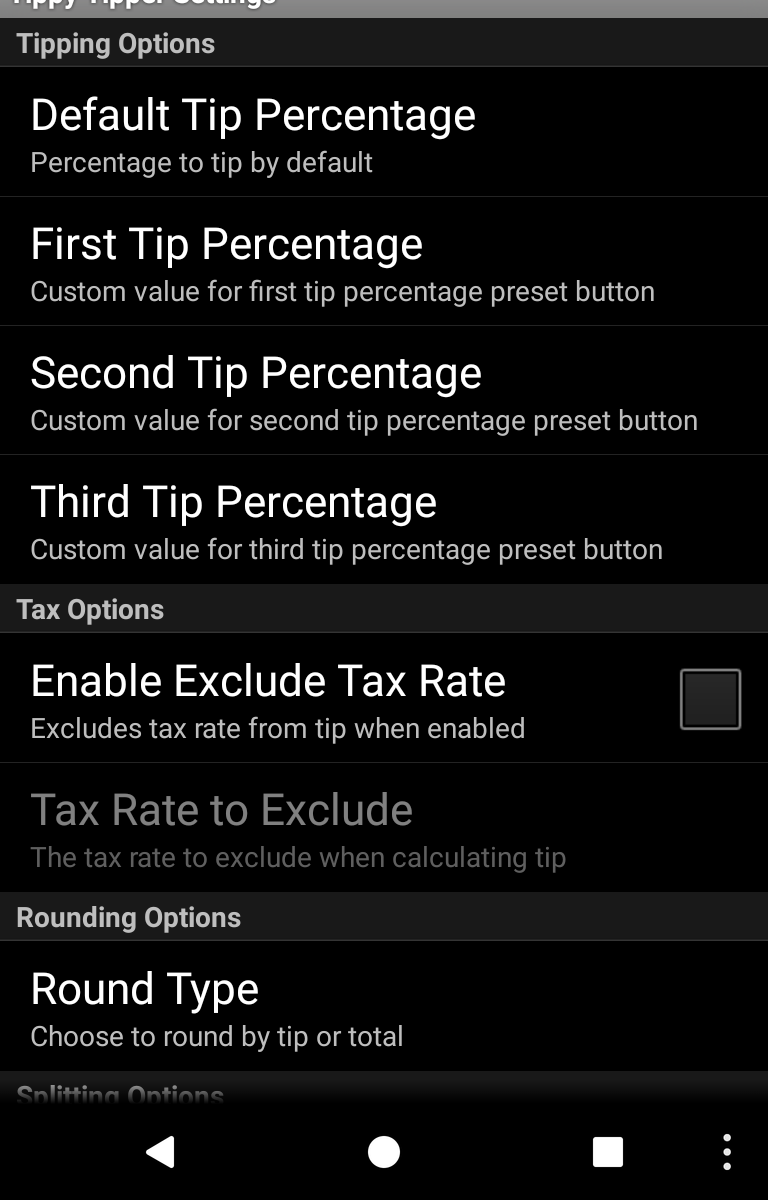 Tippy Tipper Settings
Tipping Options
Default Tip Percentage
Percentage to tip by default
First Tip Percentage
Custom value for first tip percentage preset button
Second Tip Percentage
Custom value for second tip percentage preset button
Third Tip Percentage
Custom value for third tip percentage preset button
Tax Options
Enable Exclude Tax Rate
Excludes tax rate from tip when enabled
Tax Rate to Exclude
The tax rate to exclude when calculating tip
Rounding Options
Round Type
Choose to round by tip or total
Splitting Options